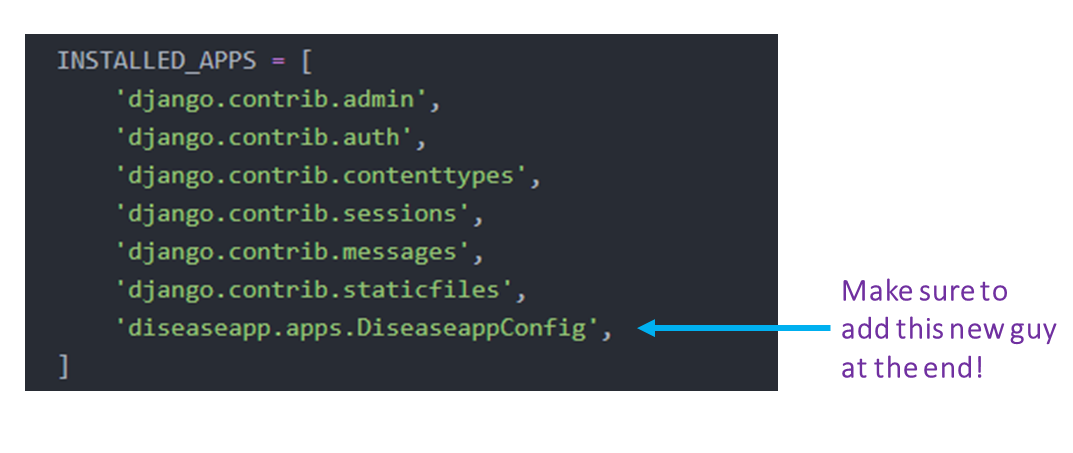 INSTALLED_APPS = [
'django.contrib.admin',
'django.contrib.auth',
'django.contrib.contenttypes',
'django.contrib.sessions',
'django.contrib.messages',
'django.contrib.staticfiles',
'diseaseapp.apps.DiseaseappConfig',
]
Make sure to
add this new guy
at the end!